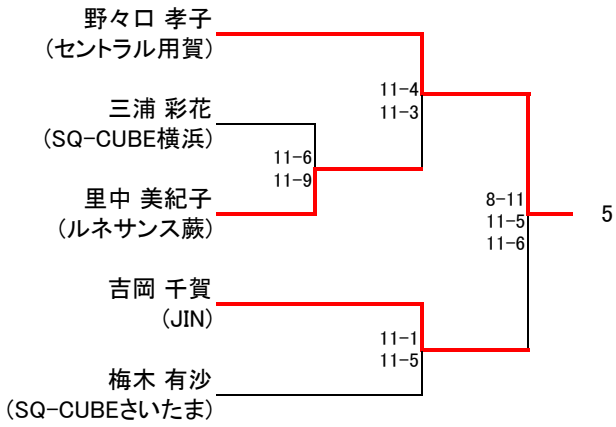 野々口 孝子
(セントラル用賀)
三浦 彩花
(SQ-CUBE横浜)
里中 美紀子
(ルネサンス蕨)
吉岡 千賀
(JIN)
梅木 有沙
(SQ-CUBEさいたま)
11-6
11-9
11-4
11-3
11-1
11-5
8-11
11-5
11-6
5